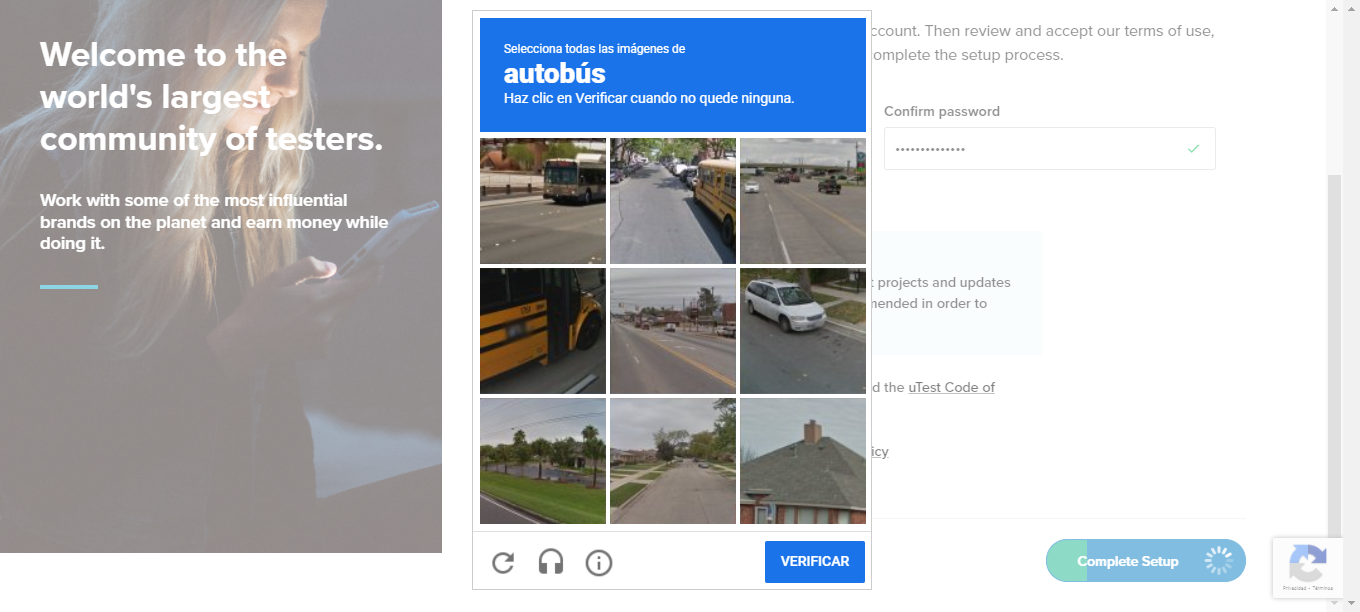 Welcome to the
world's largest
community of testers.
Work with some of the most influential
brands on the planet and earn money while
doing it.
Selecciona todas las imágenes de
autobús
Haz clic en Verificar cuando no quede ninguna.
VERIFICAR
ccount. Then review and accept our terms of use,
omplete the setup process.
Confirm password
••••••••••••••
t projects and updates
mended in order to
d the uTest Code of
icy
Complete Setup
Privacidad - Términos